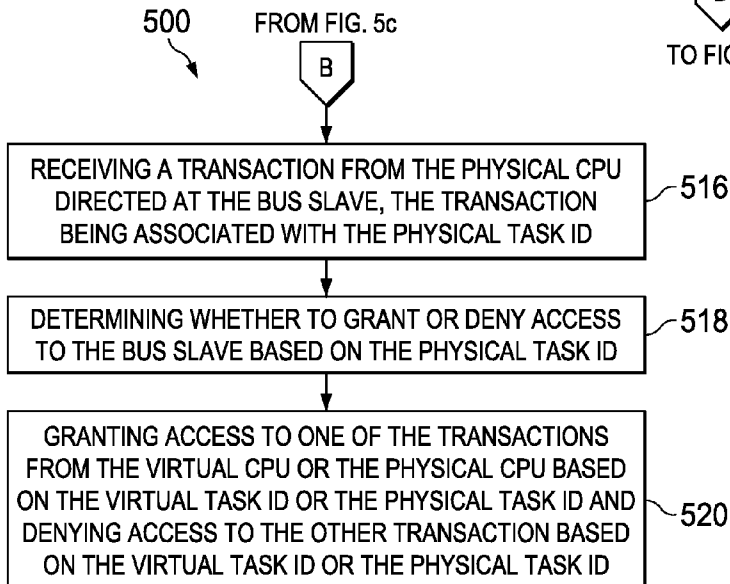 500
FROM FIG. 5c
B
TO FIG
RECEIVING A TRANSACTION FROM THE PHYSICAL CPU
DIRECTED AT THE BUS SLAVE, THE TRANSACTION
BEING ASSOCIATED WITH THE PHYSICAL TASK ID
516
DETERMINING WHETHER TO GRANT OR DENY ACCESS
TO THE BUS SLAVE BASED ON THE PHYSICAL TASK ID
518
GRANTING ACCESS TO ONE OF THE TRANSACTIONS
FROM THE VIRTUAL CPU OR THE PHYSICAL CPU BASED
ON THE VIRTUAL TASK ID OR THE PHYSICAL TASK ID AND
DENYING ACCESS TO THE OTHER TRANSACTION BASED
ON THE VIRTUAL TASK ID OR THE PHYSICAL TASK ID
520